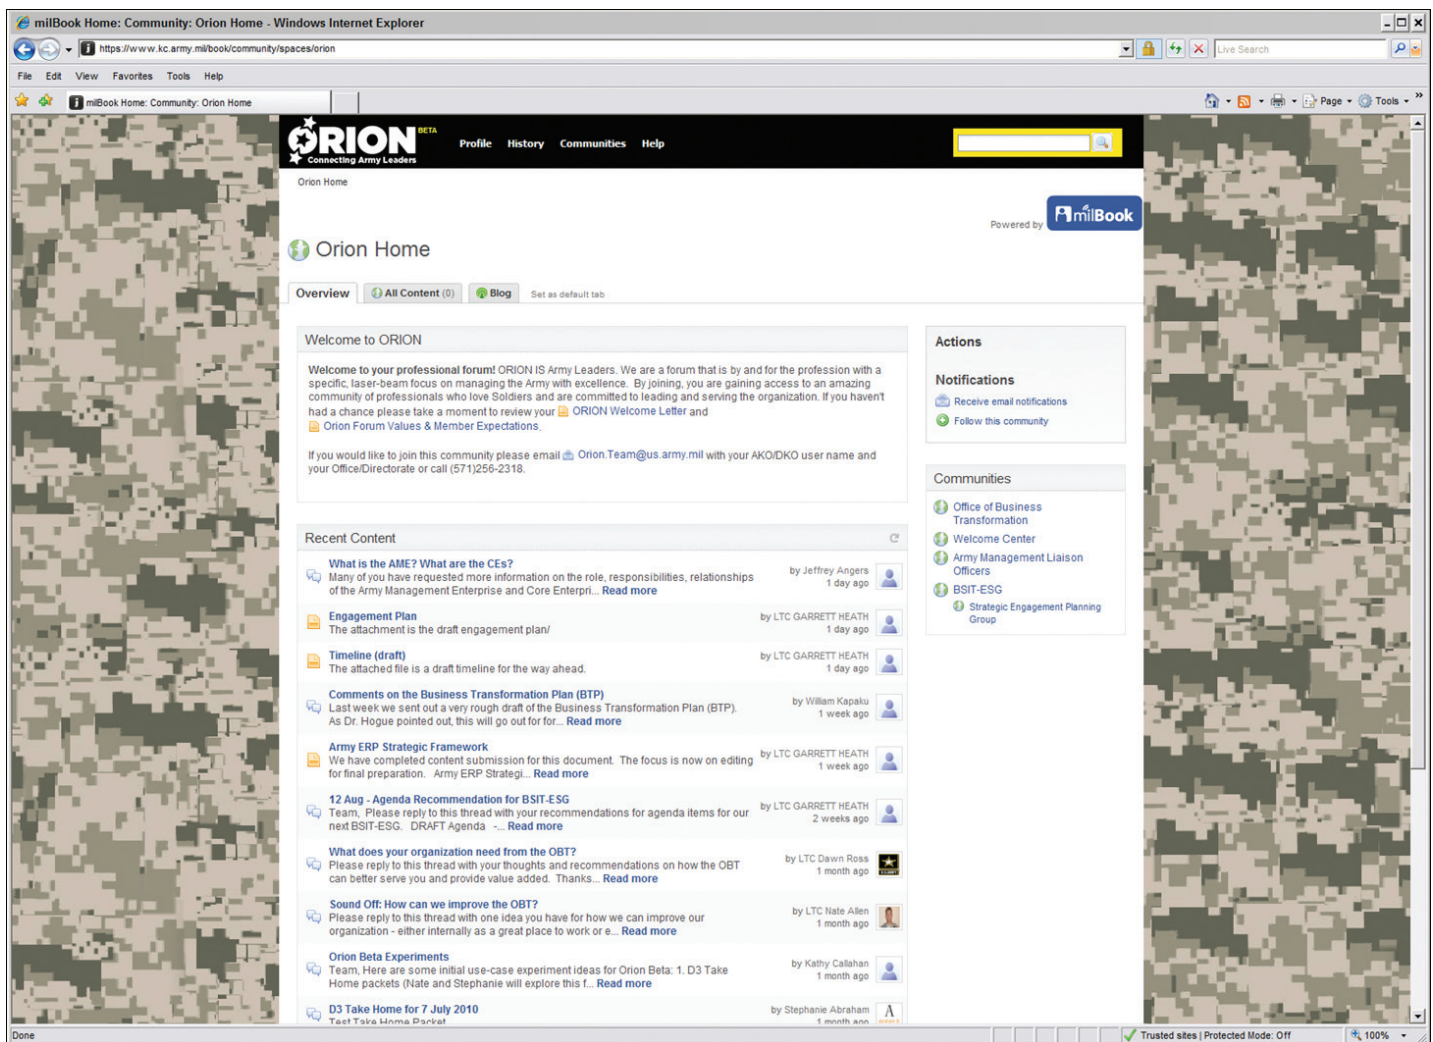 milBook Home: Community: Orion Home - Windows Internet Explorer
https://www.kc.army.mil/book/community/spaces/orion
Live Search
File Edit View Favorites Tools Help
milBook Home: Community: Orion Home
Page Tools »
ORION BETA
Connecting Army Leaders
Profile History Communities Help
Orion Home
Powered by milBook
Orion Home
Overview All Content (0) Blog Set as default tab
Welcome to ORION
Welcome to your professional forum! ORION IS Army Leaders. We are a forum that is by and for the profession with a
specific, laser-beam focus on managing the Army with excellence. By joining, you are gaining access to an amazing
community of professionals who love Soldiers and are committed to leading and serving the organization. If you haven't
had a chance please take a moment to review your ORION Welcome Letter and
Orion Forum Values & Member Expectations.
If you would like to join this community please email Orion.Team@us.army.mil with your AKO/DKO user name and
your Office/Directorate or call (571)256-2318.
Actions
Notifications
Receive email notifications
Follow this community
Communities
Office of Business
Transformation
Welcome Center
Army Management Liaison
Officers
BSIT-ESG
Strategic Engagement Planning
Group
Recent Content
What is the AME? What are the CEs?
Many of you have requested more information on the role, responsibilities, relationships
of the Army Management Enterprise and Core Enterpri... Read more
by Jeffrey Angers
1 day ago
Engagement Plan
The attachment is the draft engagement plan/
by LTC GARRETT HEATH
1 day ago
Timeline (draft)
The attached file is a draft timeline for the way ahead.
by LTC GARRETT HEATH
1 day ago
Comments on the Business Transformation Plan (BTP)
Last week we sent out a very rough draft of the Business Transformation Plan (BTP).
As Dr. Hogue pointed out, this will go out for for... Read more
by William Kapaku
1 week ago
Army ERP Strategic Framework
We have completed content submission for this document. The focus is now on editing
for final preparation. Army ERP Strategi... Read more
by LTC GARRETT HEATH
1 week ago
12 Aug - Agenda Recommendation for BSIT-ESG
Team, Please reply to this thread with your recommendations for agenda items for our
next BSIT-ESG. DRAFT Agenda -... Read more
by LTC GARRETT HEATH
2 weeks ago
What does your organization need from the OBT?
Please reply to this thread with your thoughts and recommendations on how the OBT
can better serve you and provide value added. Thanks... Read more
by LTC Dawn Ross
1 month ago
Sound Off: How can we improve the OBT?
Please reply to this thread with one idea you have for how we can improve our
organization - either internally as a great place to work or e... Read more
by LTC Nate Allen
1 month ago
Orion Beta Experiments
Team, Here are some initial use-case experiment ideas for Orion Beta: 1. D3 Take
Home packets (Nate and Stephanie will explore this f... Read more
by Kathy Callahan
1 month ago
D3 Take Home for 7 July 2010
Test Take Home Packet
by Stephanie Abraham
1 month ago
Done
Trusted sites | Protected Mode: Off
100%